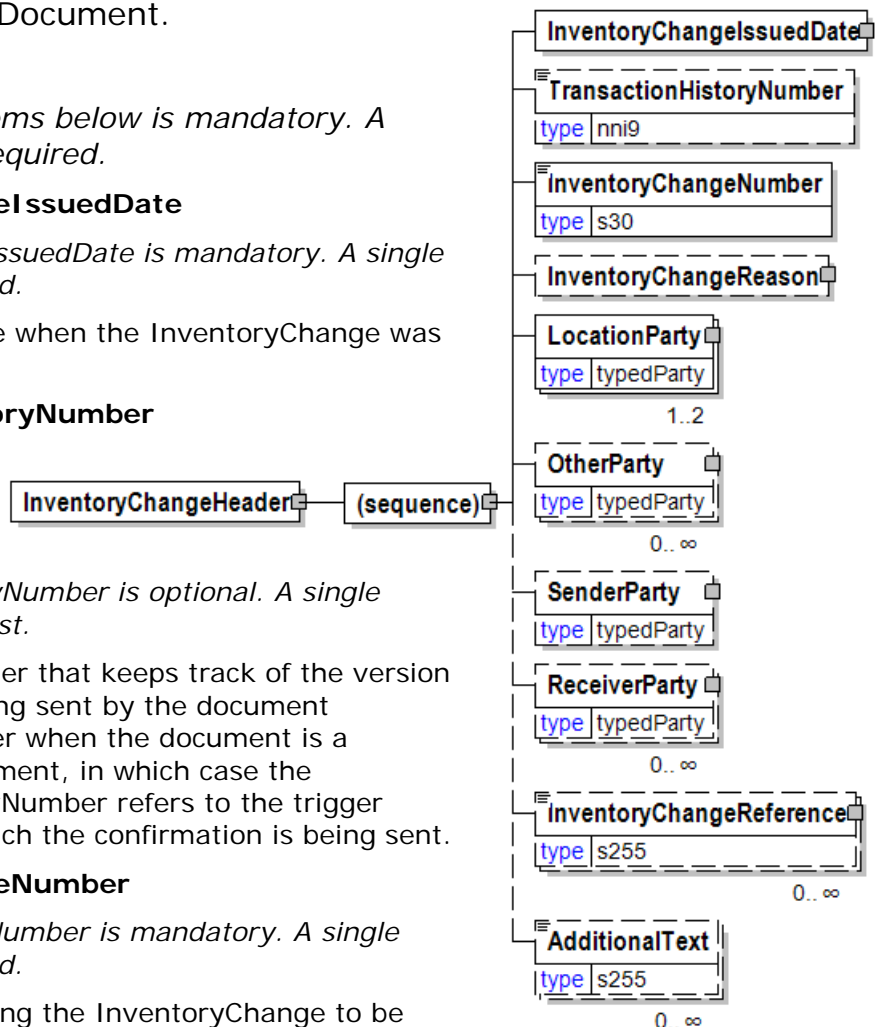 Document.
ms below is mandatory. A
equired.
eIssuedDate
ssuedDate is mandatory. A single
d.
e when the InventoryChange was
oryNumber
InventoryChangeHeader
(sequence)
yNumber is optional. A single
st.
er that keeps track of the version
ng sent by the document
er when the document is a
ment, in which case the
Number refers to the trigger
ch the confirmation is being sent.
eNumber
Number is mandatory. A single
d.
ng the InventoryChange to be
InventoryChangeIssuedDate
TransactionHistoryNumber
type nni9
InventoryChangeNumber
type s30
InventoryChangeReason
LocationParty
type typedParty
1..2
OtherParty
type typedParty
0..∞
SenderParty
type typedParty
ReceiverParty
type typedParty
0..∞
InventoryChangeReference
type s255
0..∞
AdditionalText
type s255
0..∞